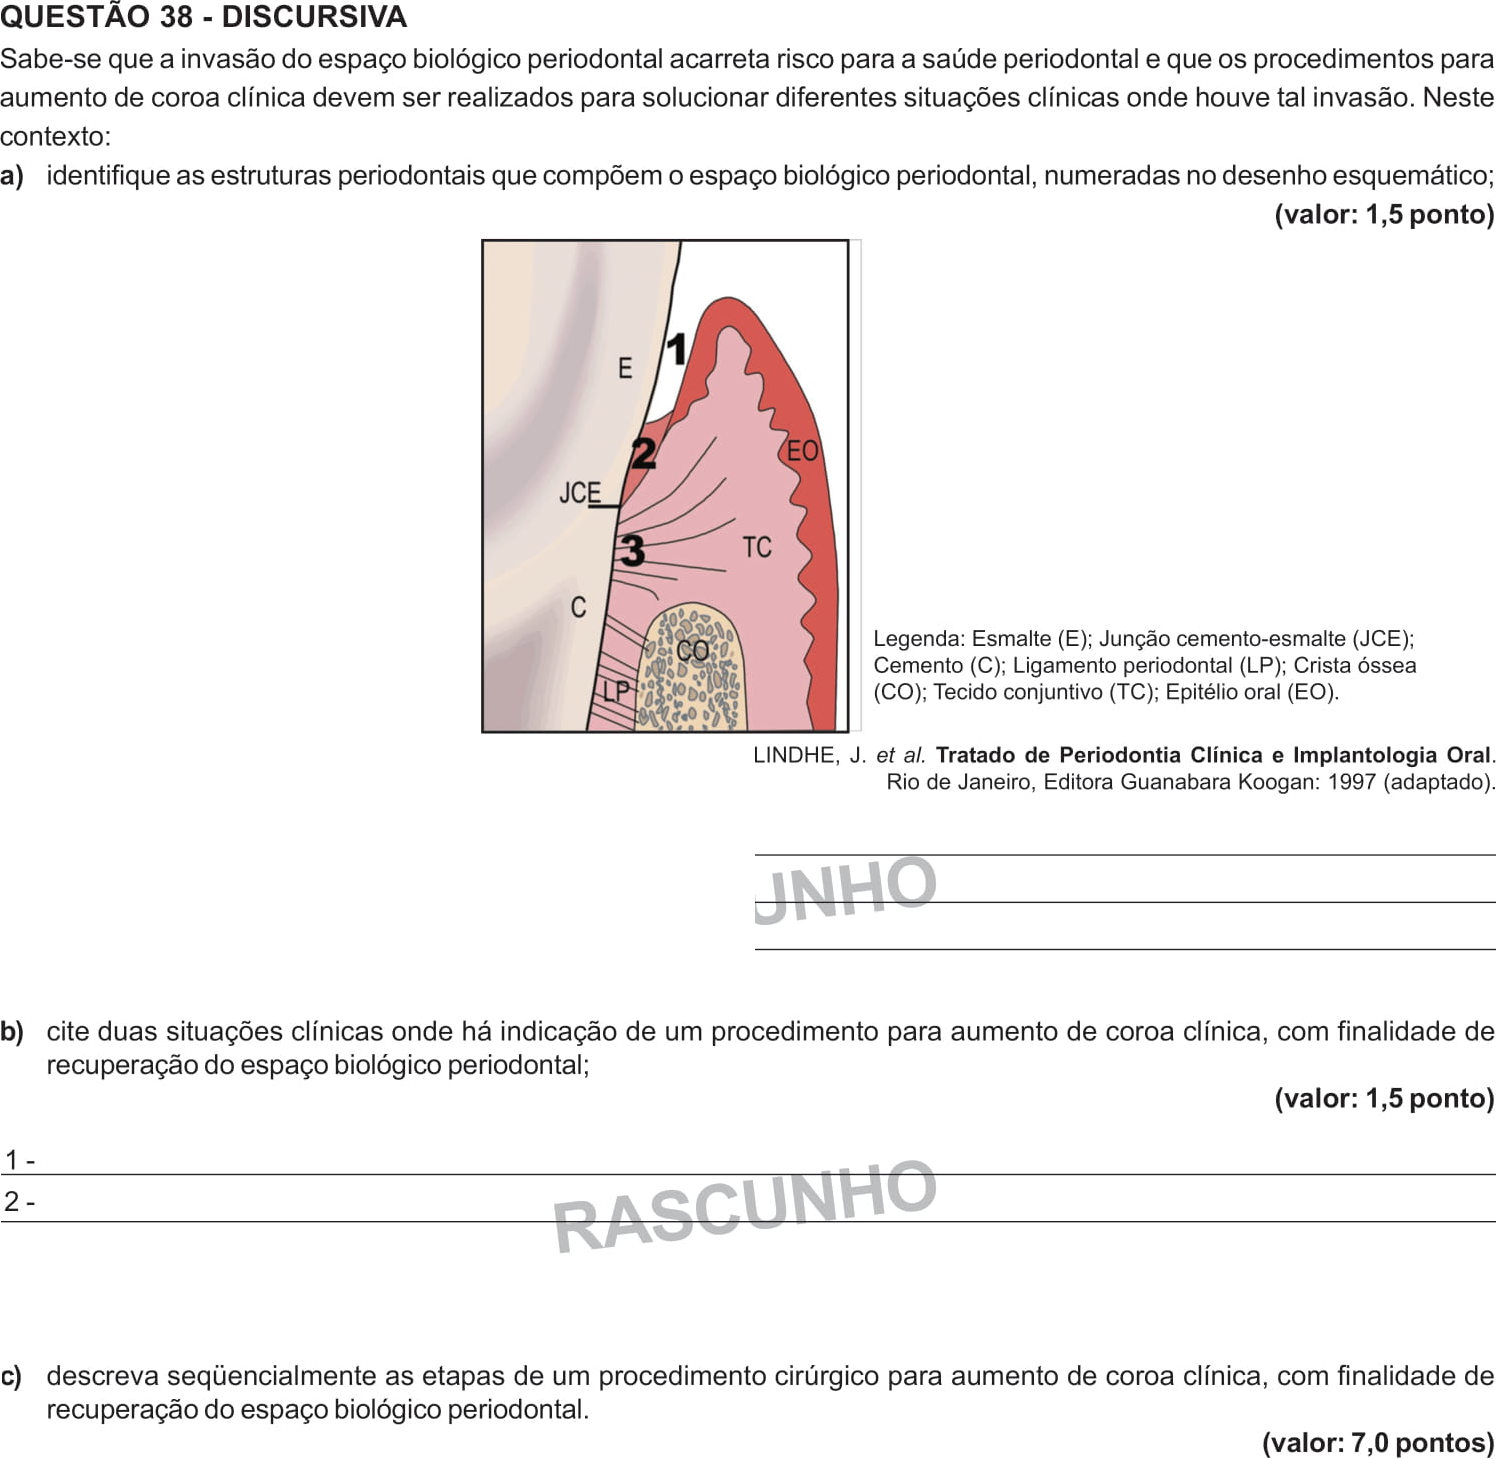 QUESTÃO 38 - DISCURSIVA
Sabe-se que a invasão do espaço biológico periodontal acarreta risco para a saúde periodontal e que os procedimentos para
aumento de coroa clínica devem ser realizados para solucionar diferentes situações clínicas onde houve tal invasão. Neste
contexto:
a) identifique as estruturas periodontais que compõem o espaço biológico periodontal, numeradas no desenho esquemático;
(valor: 1,5 ponto)
1
E
2
EO
JCE
3
TC
C
CO
LP
Legenda: Esmalte (E); Junção cemento-esmalte (JCE);
Cemento (C); Ligamento periodontal (LP); Crista óssea
(CO); Tecido conjuntivo (TC); Epitélio oral (EO).
LINDHE, J. et al. Tratado de Periodontia Clínica e Implantologia Oral.
Rio de Janeiro, Editora Guanabara Koogan: 1997 (adaptado).
UNHO
b) cite duas situações clínicas onde há indicação de um procedimento para aumento de coroa clínica, com finalidade de
recuperação do espaço biológico periodontal;
(valor: 1,5 ponto)
1 -
2 -
RASCUNHO
c) descreva seqüencialmente as etapas de um procedimento cirúrgico para aumento de coroa clínica, com finalidade de
recuperação do espaço biológico periodontal.
(valor: 7,0 pontos)